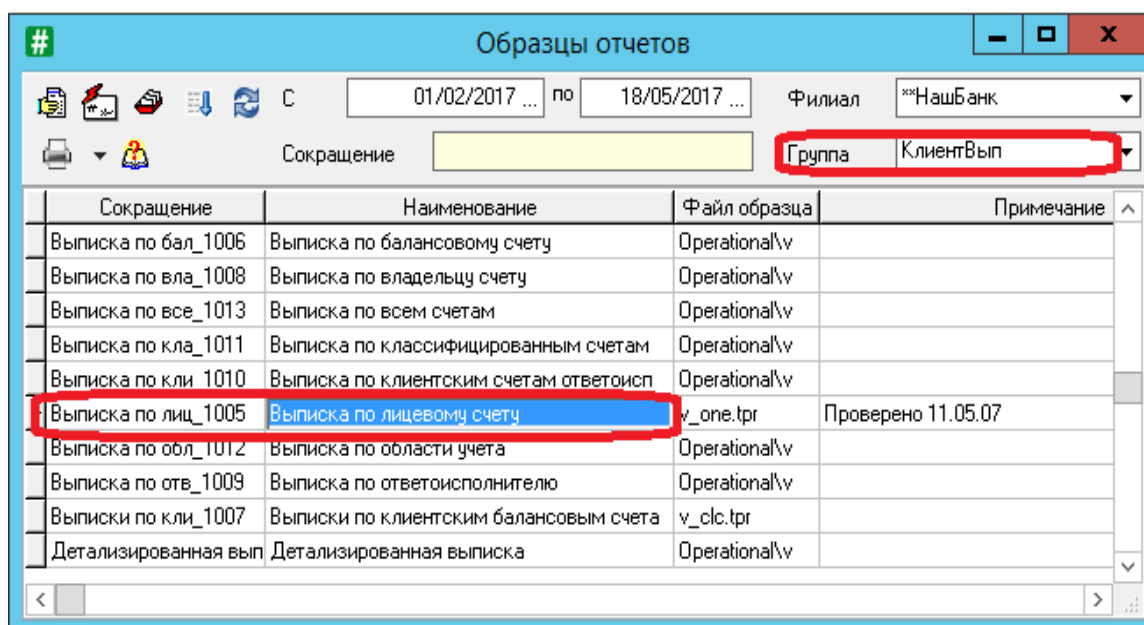 Образцы отчетов
С 01/02/2017 ... по 18/05/2017 ... Филиал **НашБанк
Сокращение Группа КлиентВып
Сокращение Наименование Файл образца Примечание
Выписка по бал_1006 Выписка по балансовому счету Operational\v
Выписка по вла_1008 Выписка по владельцу счету Operational\v
Выписка по все_1013 Выписка по всем счетам Operational\v
Выписка по кла_1011 Выписка по классифицированным счетам Operational\v
Выписка по кли_1010 Выписка по клиентским счетам ответоисп Operational\v
Выписка по лиц_1005 Выписка по лицевому счету v_one.tpr Проверено 11.05.07
Выписка по обл_1012 Выписка по области учета Operational\v
Выписка по отв_1009 Выписка по ответоисполнителю Operational\v
Выписки по кли_1007 Выписки по клиентским балансовым счета v_clc.tpr
Детализированная вып Детализированная выписка Operational\v